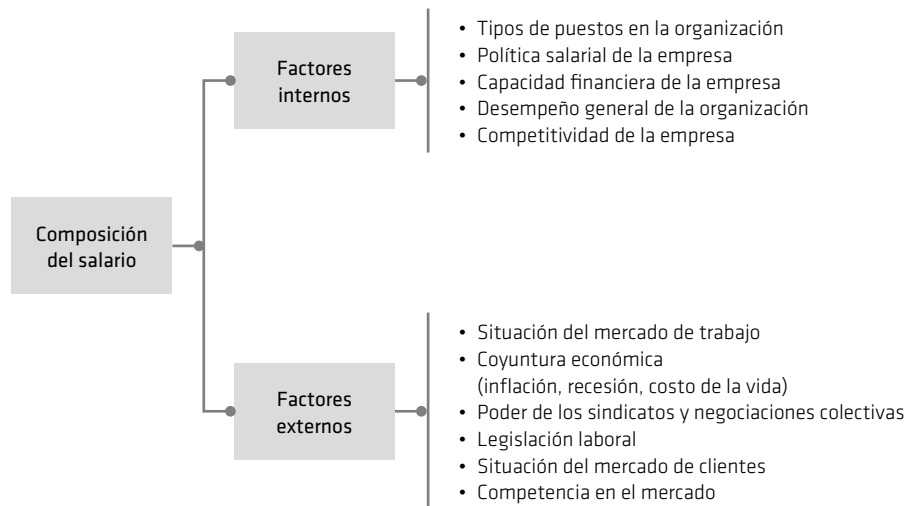 Composición
del salario
Factores
internos
• Tipos de puestos en la organización
• Política salarial de la empresa
• Capacidad financiera de la empresa
• Desempeño general de la organización
• Competitividad de la empresa
Factores
externos
• Situación del mercado de trabajo
• Coyuntura económica
(inflación, recesión, costo de la vida)
• Poder de los sindicatos y negociaciones colectivas
• Legislación laboral
• Situación del mercado de clientes
• Competencia en el mercado